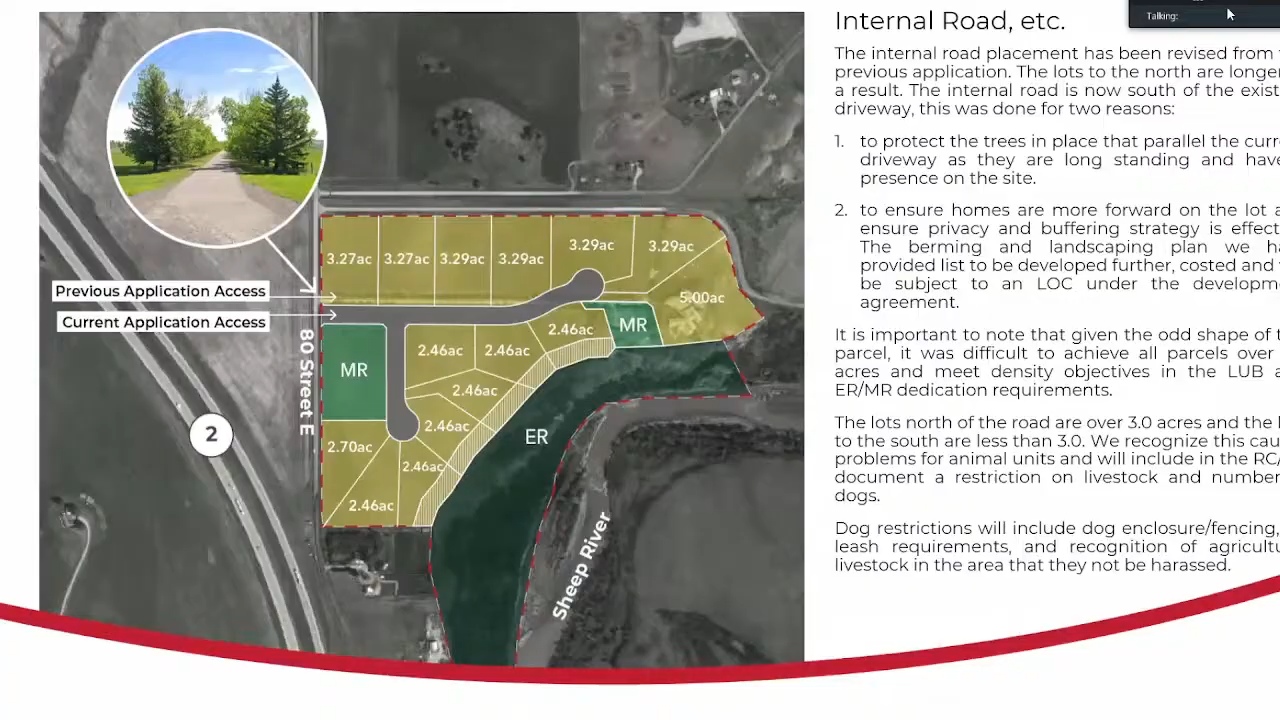 Talking:
Internal Road, etc.
The internal road placement has been revised from
previous application. The lots to the north are longe
a result. The internal road is now south of the exist
driveway, this was done for two reasons:
1. to protect the trees in place that parallel the curr
driveway as they are long standing and have
presence on the site.
2. to ensure homes are more forward on the lot a
ensure privacy and buffering strategy is effect
The berming and landscaping plan we ha
provided list to be developed further, costed and
be subject to an LOC under the developm
agreement.
It is important to note that given the odd shape of t
parcel, it was difficult to achieve all parcels over
acres and meet density objectives in the LUB a
ER/MR dedication requirements.
The lots north of the road are over 3.0 acres and the l
to the south are less than 3.0. We recognize this cau
problems for animal units and will include in the RC/
document a restriction on livestock and number
dogs.
Dog restrictions will include dog enclosure/fencing,
leash requirements, and recognition of agricultu
livestock in the area that they not be harassed.
Previous Application Access
Current Application Access
80 Street E
2
3.27ac
3.27ac
3.29ac
3.29ac
3.29ac
3.29ac
5.00ac
MR
2.46ac
2.46ac
2.46ac
MR
2.46ac
2.46ac
2.70ac
2.46ac
2.46ac
ER
Sheep River